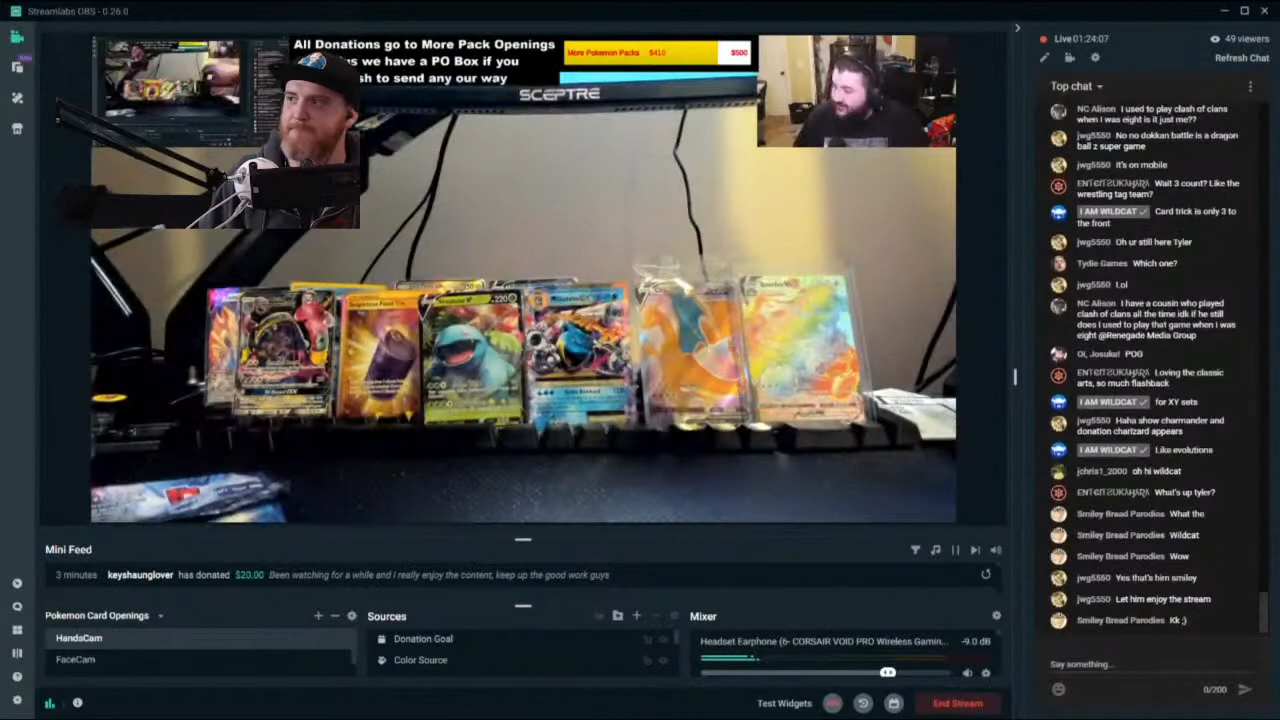 Streamlabs OBS - 0.26.0
All Donations go to More Pack Openings
us we have a PO Box if you
sh to send any our way
More Pokemon Packs $410 $500
SCEPTRE
220
Mini Feed
3 minutes keyshaunglover has donated $20.00 Been watching for a while and I really enjoy the content, keep up the good work guys
Pokemon Card Openings
HandsCam
FaceCam
Sources
Donation Goal
Color Source
Mixer
Headset Earphone (6- CORSAIR VOID PRO Wireless Gamin... -9.0 dB
Test Widgets
End Stream
Live 01:24:07 49 viewers
Refresh Chat
Top chat
NC Alison I used to play clash of clans
when I was eight is it just me??
jwg5550 No no dokkan battle is a dragon
ball z super game
jwg5550 It's on mobile
Wait 3 count? Like the
wrestling tag team?
I AM WILDCAT Card trick is only 3 to
the front
jwg5550 Oh ur still here Tyler
Tydie Games Which one?
jwg5550 Lol
NC Alison I have a cousin who played
clash of clans all the time idk if he still
does I used to play that game when I was
eight @Renegade Media Group
Oi, Josuke! POG
Loving the classic
arts, so much flashback
I AM WILDCAT for XY sets
jwg5550 Haha show charmander and
donation charizard appears
I AM WILDCAT Like evolutions
jchris1_2000 oh hi wildcat
What's up tyler?
Smiley Bread Parodies What the
Smiley Bread Parodies Wildcat
Smiley Bread Parodies Wow
jwg5550 Yes that's him smiley
jwg5550 Let him enjoy the stream
Smiley Bread Parodies Kk ;)
Say something...
0/200